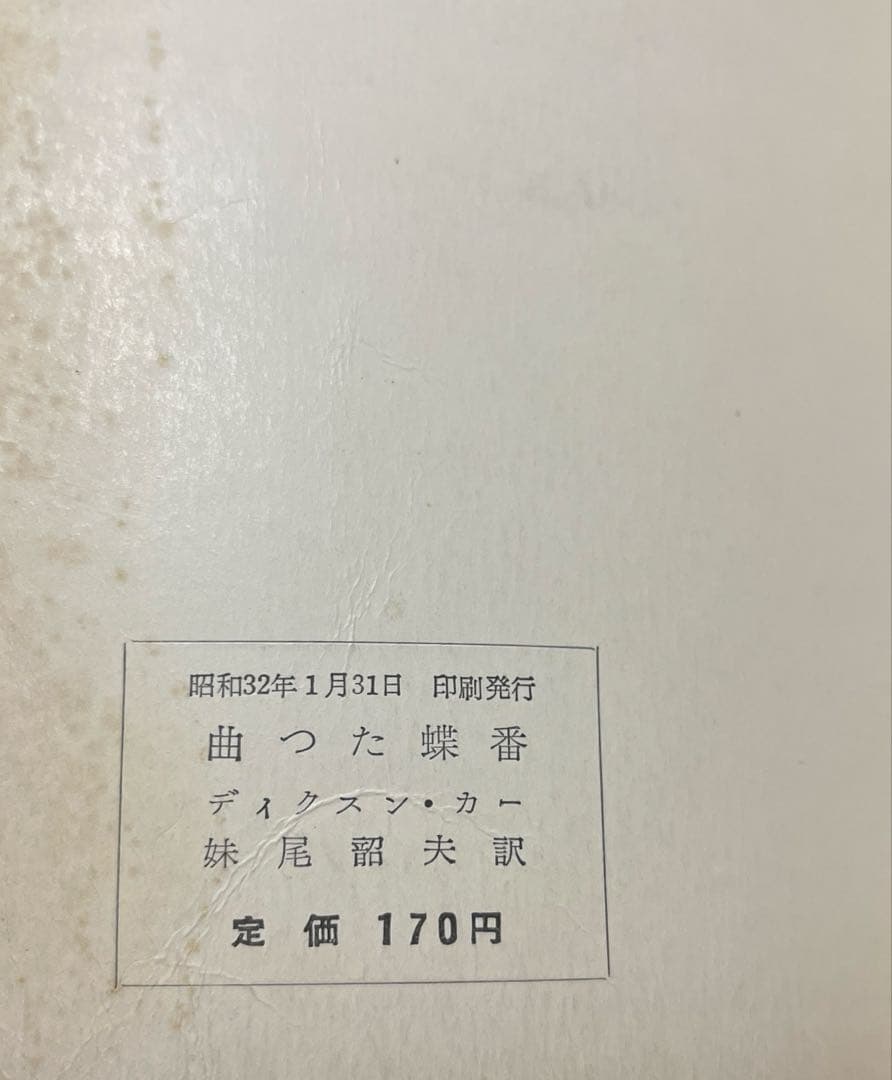 昭和32年1月31日 印刷発行
曲つた蝶番
ディクスン・カー
妹尾韶夫訳
定価 170円